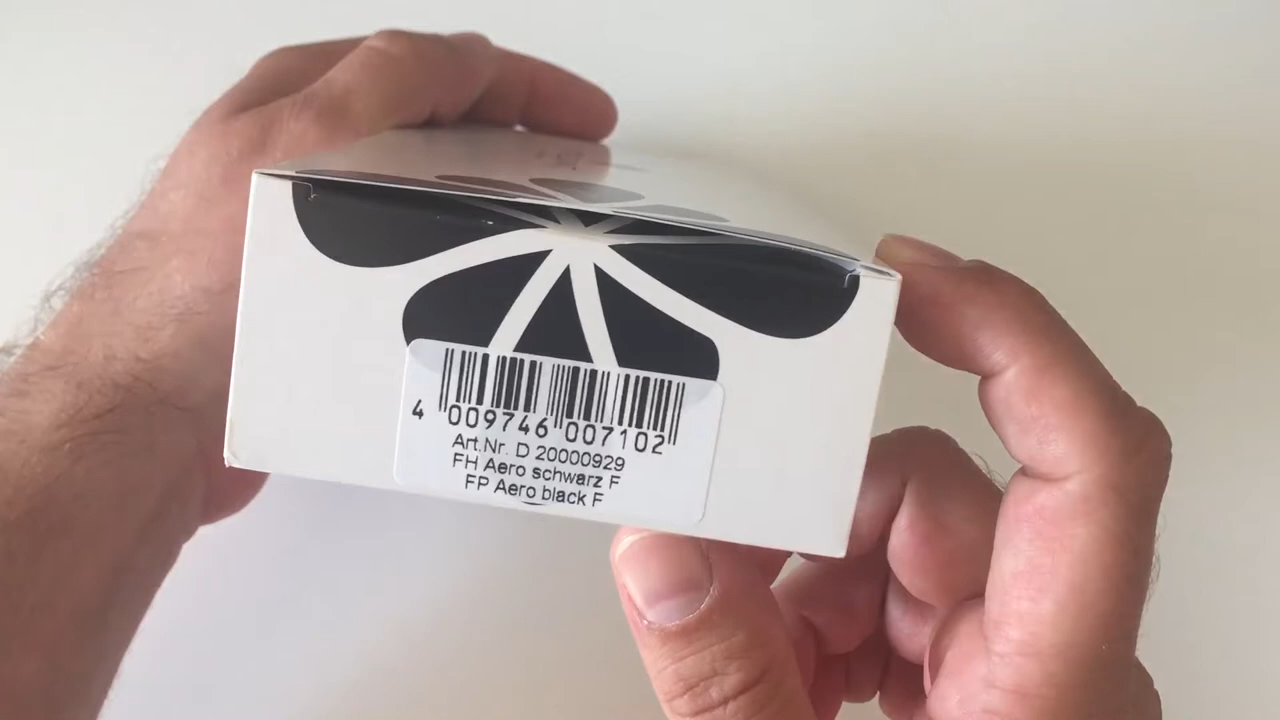 4 009746 007102
Art.Nr. D 20000929
FH Aero schwarz F
FP Aero black F